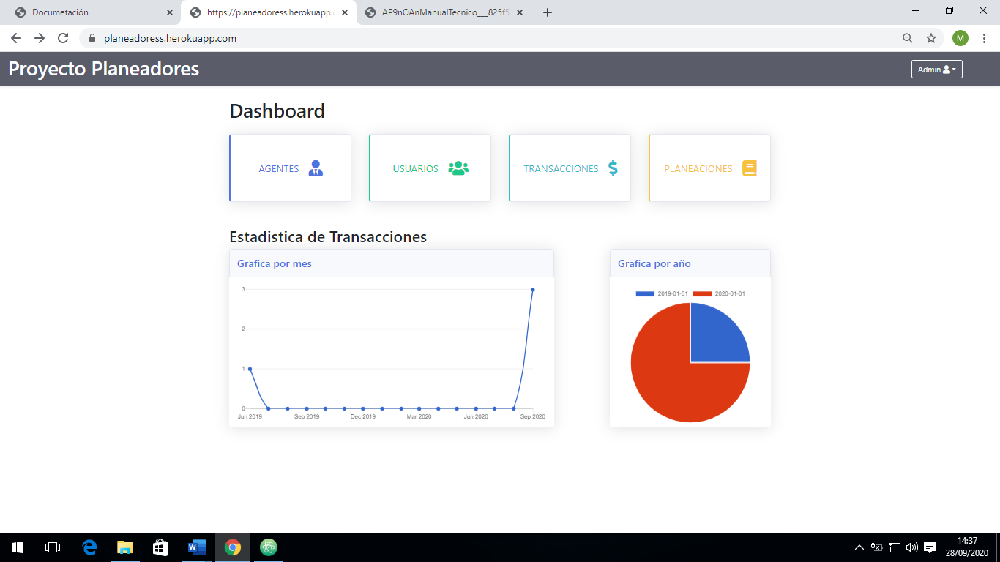 Documetación
https://planeadoress.herokuapp.c
AP9nOAnManualTecnico___825f5
planeadoress.herokuapp.com
M
Proyecto Planeadores
Admin
Dashboard
AGENTES
USUARIOS
TRANSACCIONES
PLANEACIONES
Estadistica de Transacciones
Grafica por mes
3
2
1
0
Jun 2019
Sep 2019
Dec 2019
Mar 2020
Jun 2020
Sep 2020
Grafica por año
2019-01-01
2020-01-01
14:37
28/09/2020